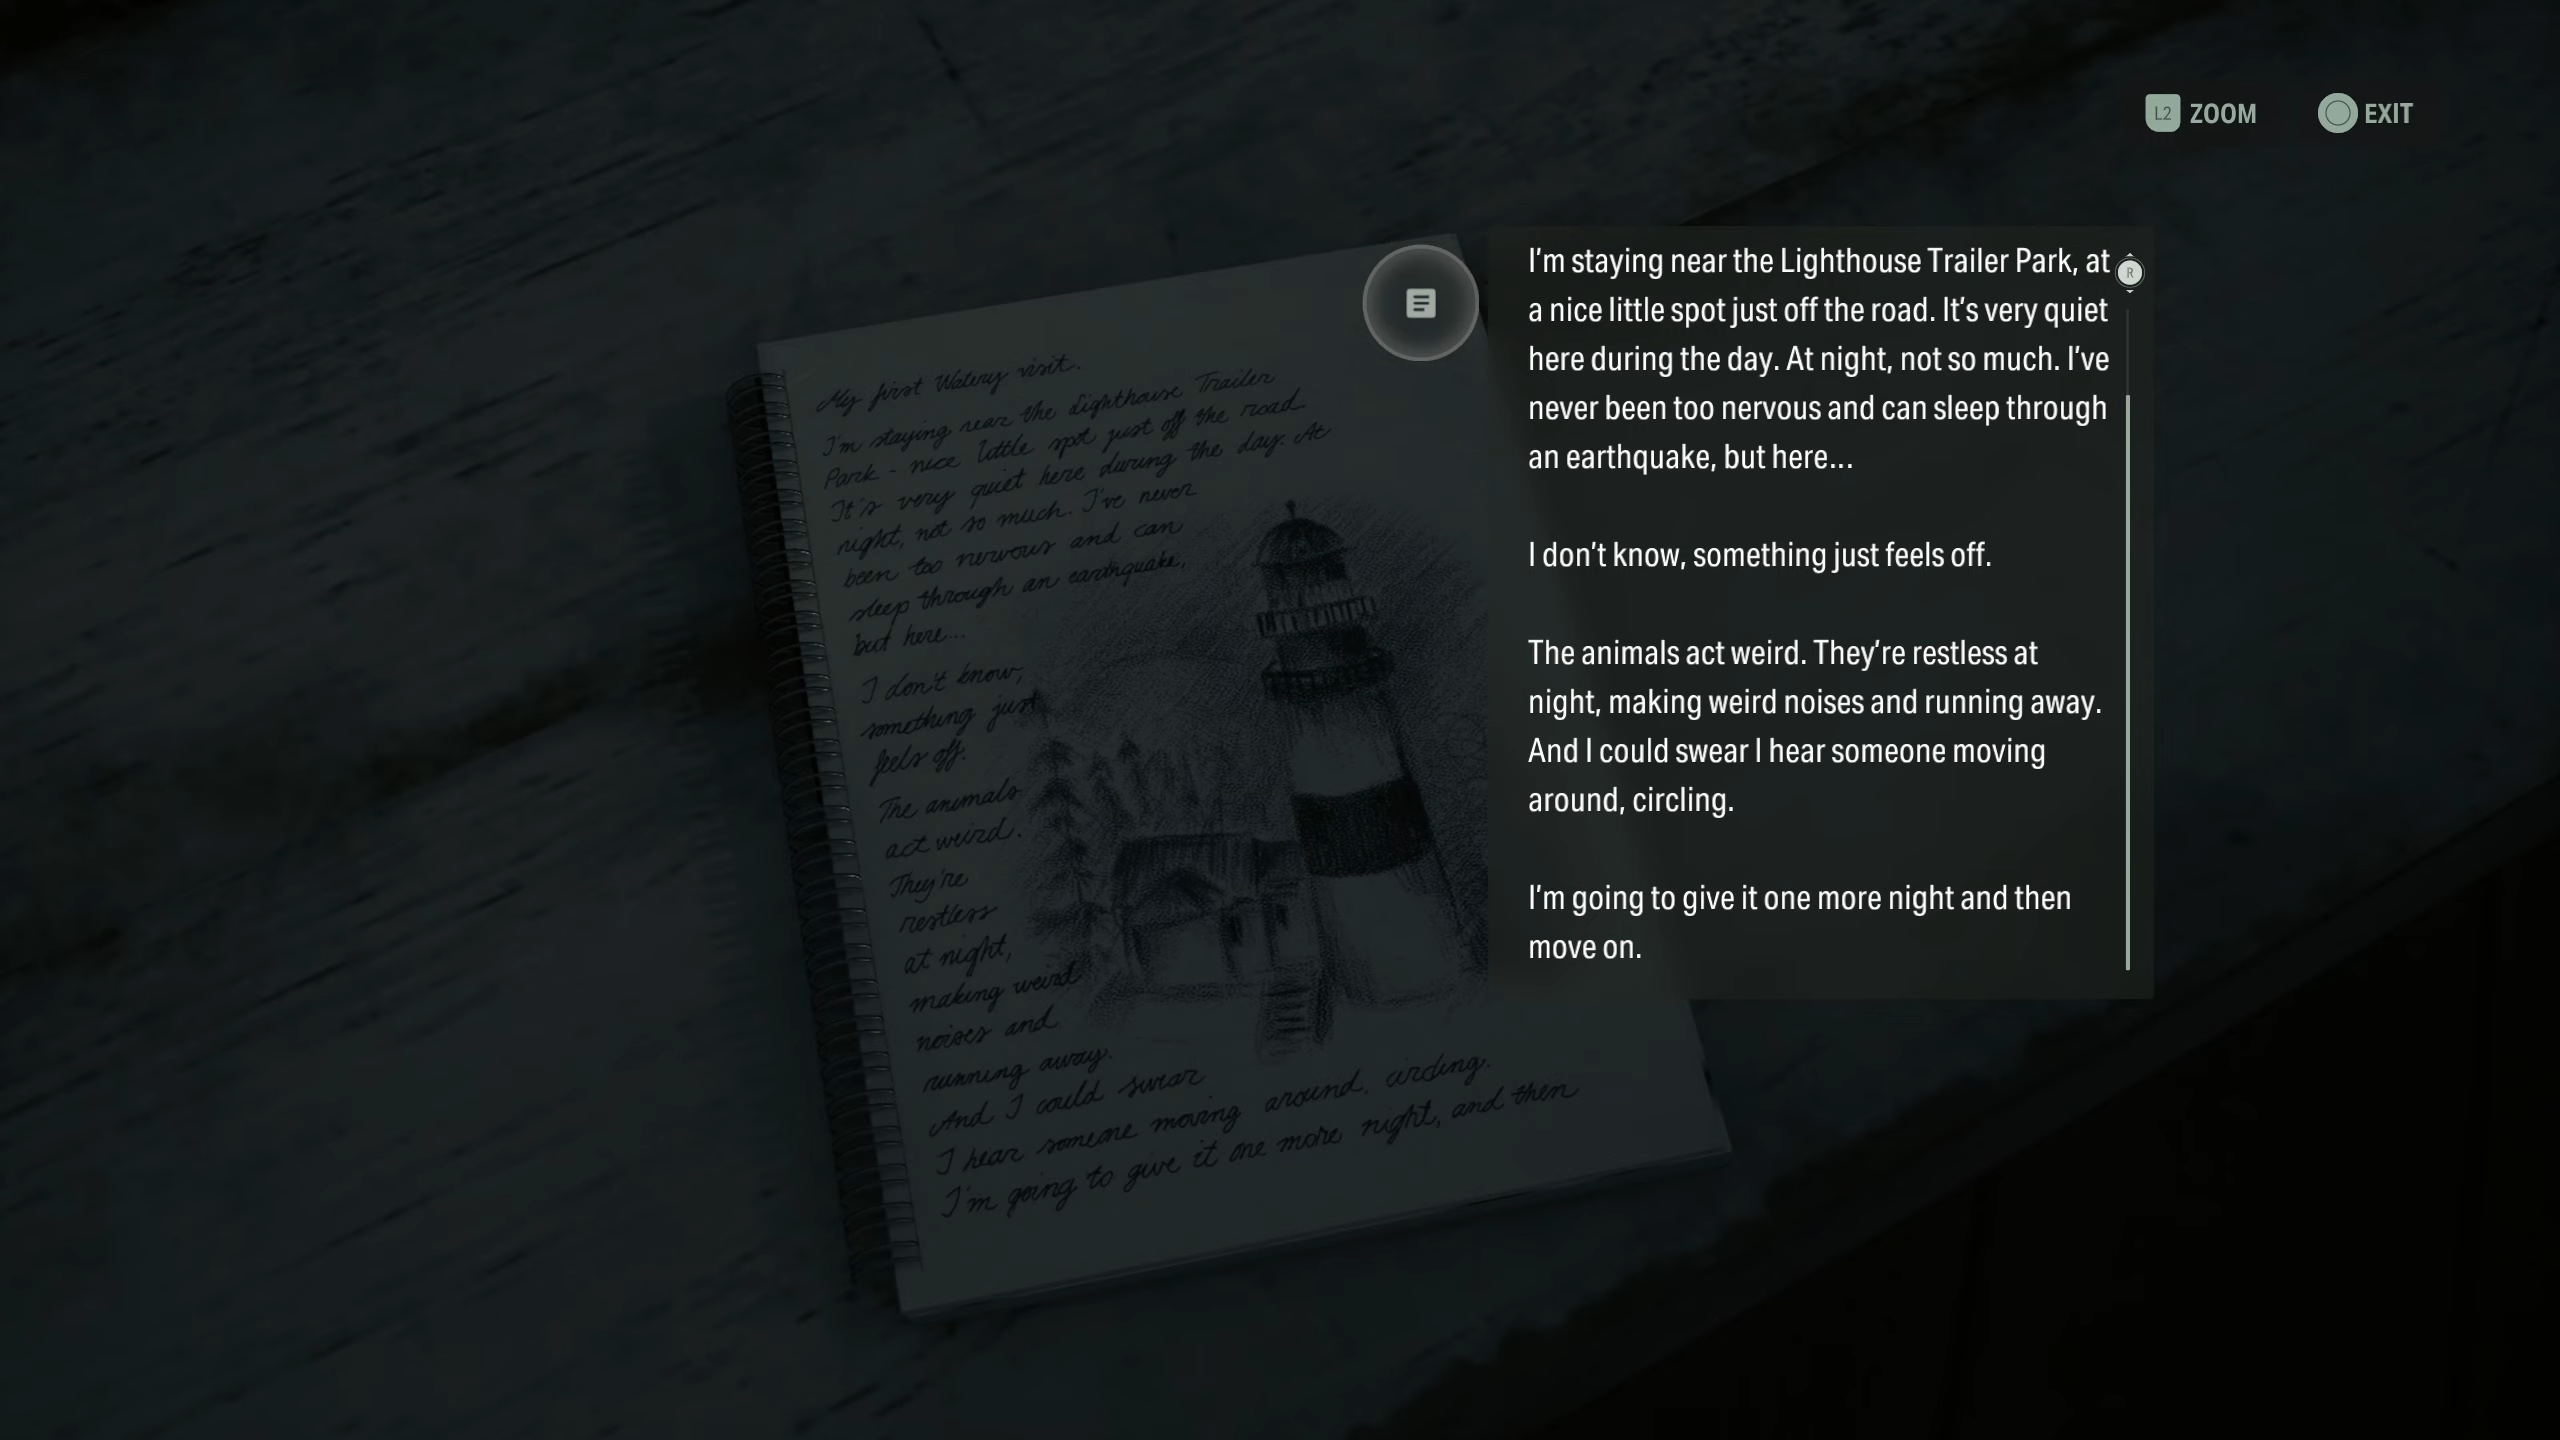 L2 ZOOM EXIT
My first Watery visit.
I'm staying near the Lighthouse Trailer
Park - nice little spot just off the road.
It's very quiet here during the day. At
night, not so much. I've never
been too nervous and can
sleep through an earthquake,
but here...
I don't know,
something just
feels off.
The animals
act weird.
They're
restless
at night,
making weird
noises and
running away.
And I could swear
I hear someone moving around, circling.
I'm going to give it one more night, and then
I'm staying near the Lighthouse Trailer Park, at
a nice little spot just off the road. It's very quiet
here during the day. At night, not so much. I've
never been too nervous and can sleep through
an earthquake, but here...
I don't know, something just feels off.
The animals act weird. They're restless at
night, making weird noises and running away.
And I could swear I hear someone moving
around, circling.
I'm going to give it one more night and then
move on.
R